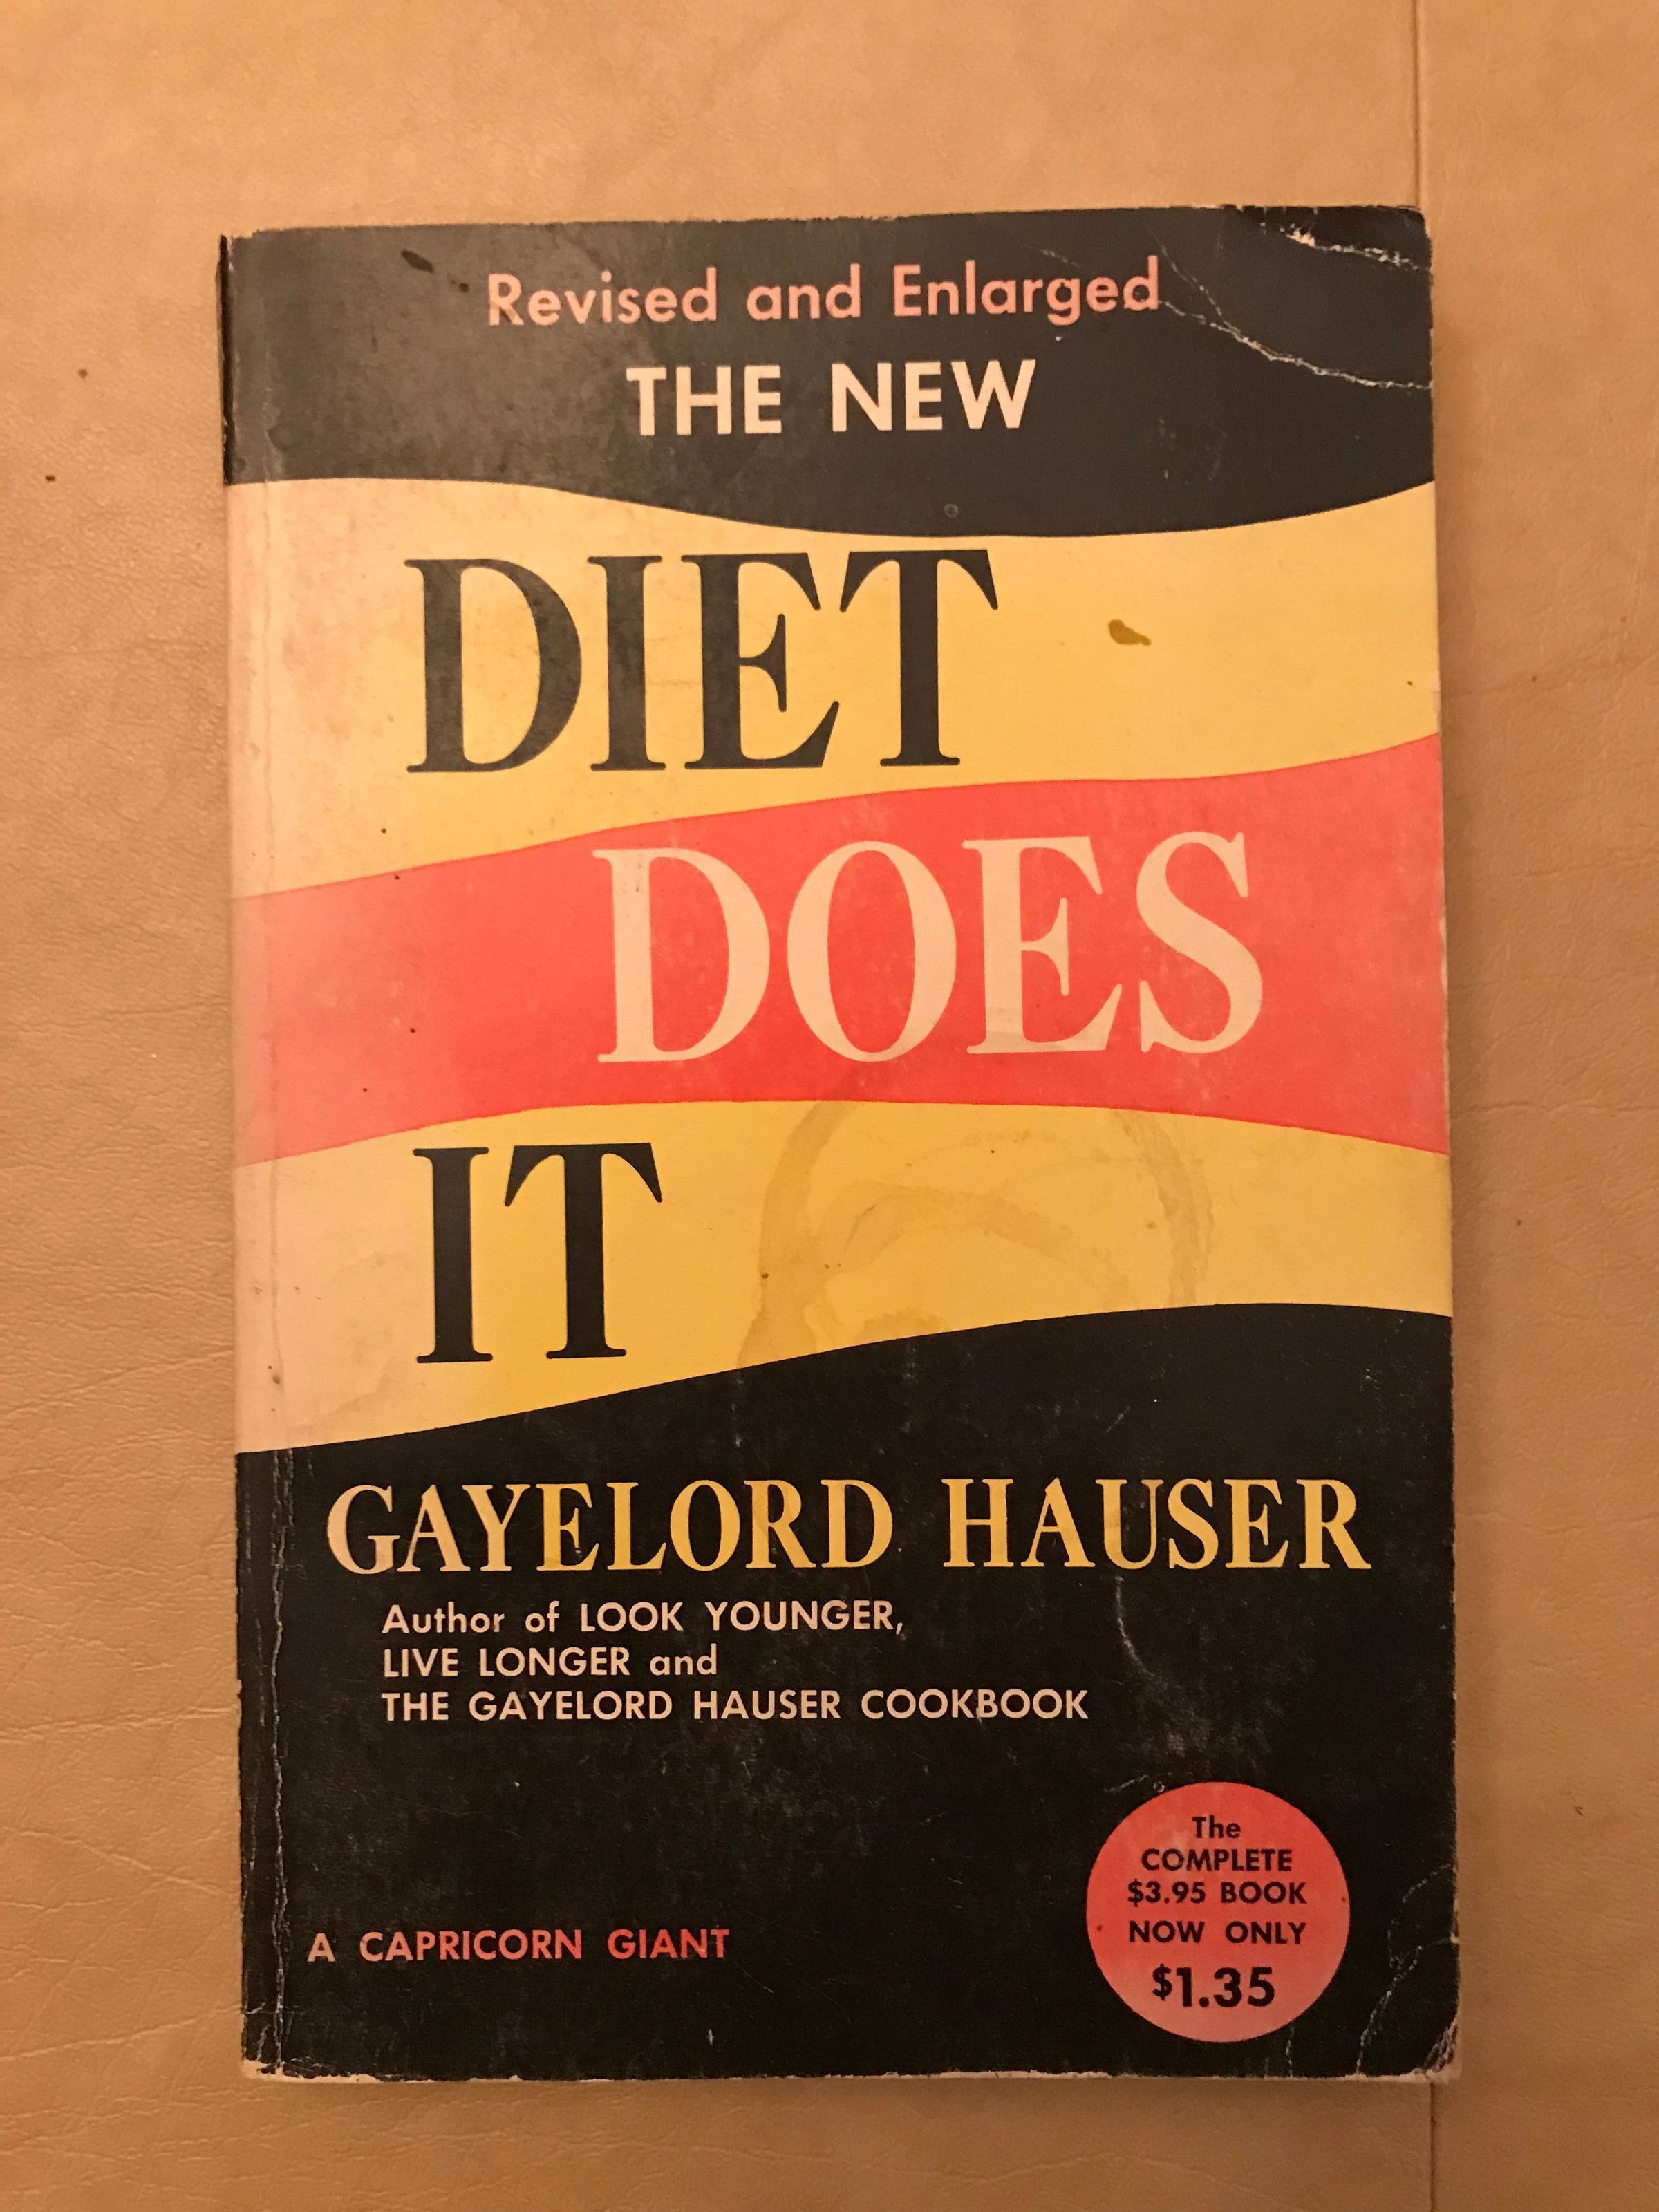 Revised and Enlarged
THE NEW
DIET
DOES
IT
GAYELORD HAUSER
Author of LOOK YOUNGER,
LIVE LONGER and
THE GAYELORD HAUSER COOKBOOK
A CAPRICORN GIANT
The
COMPLETE
$3.95 BOOK
NOW ONLY
$1.35